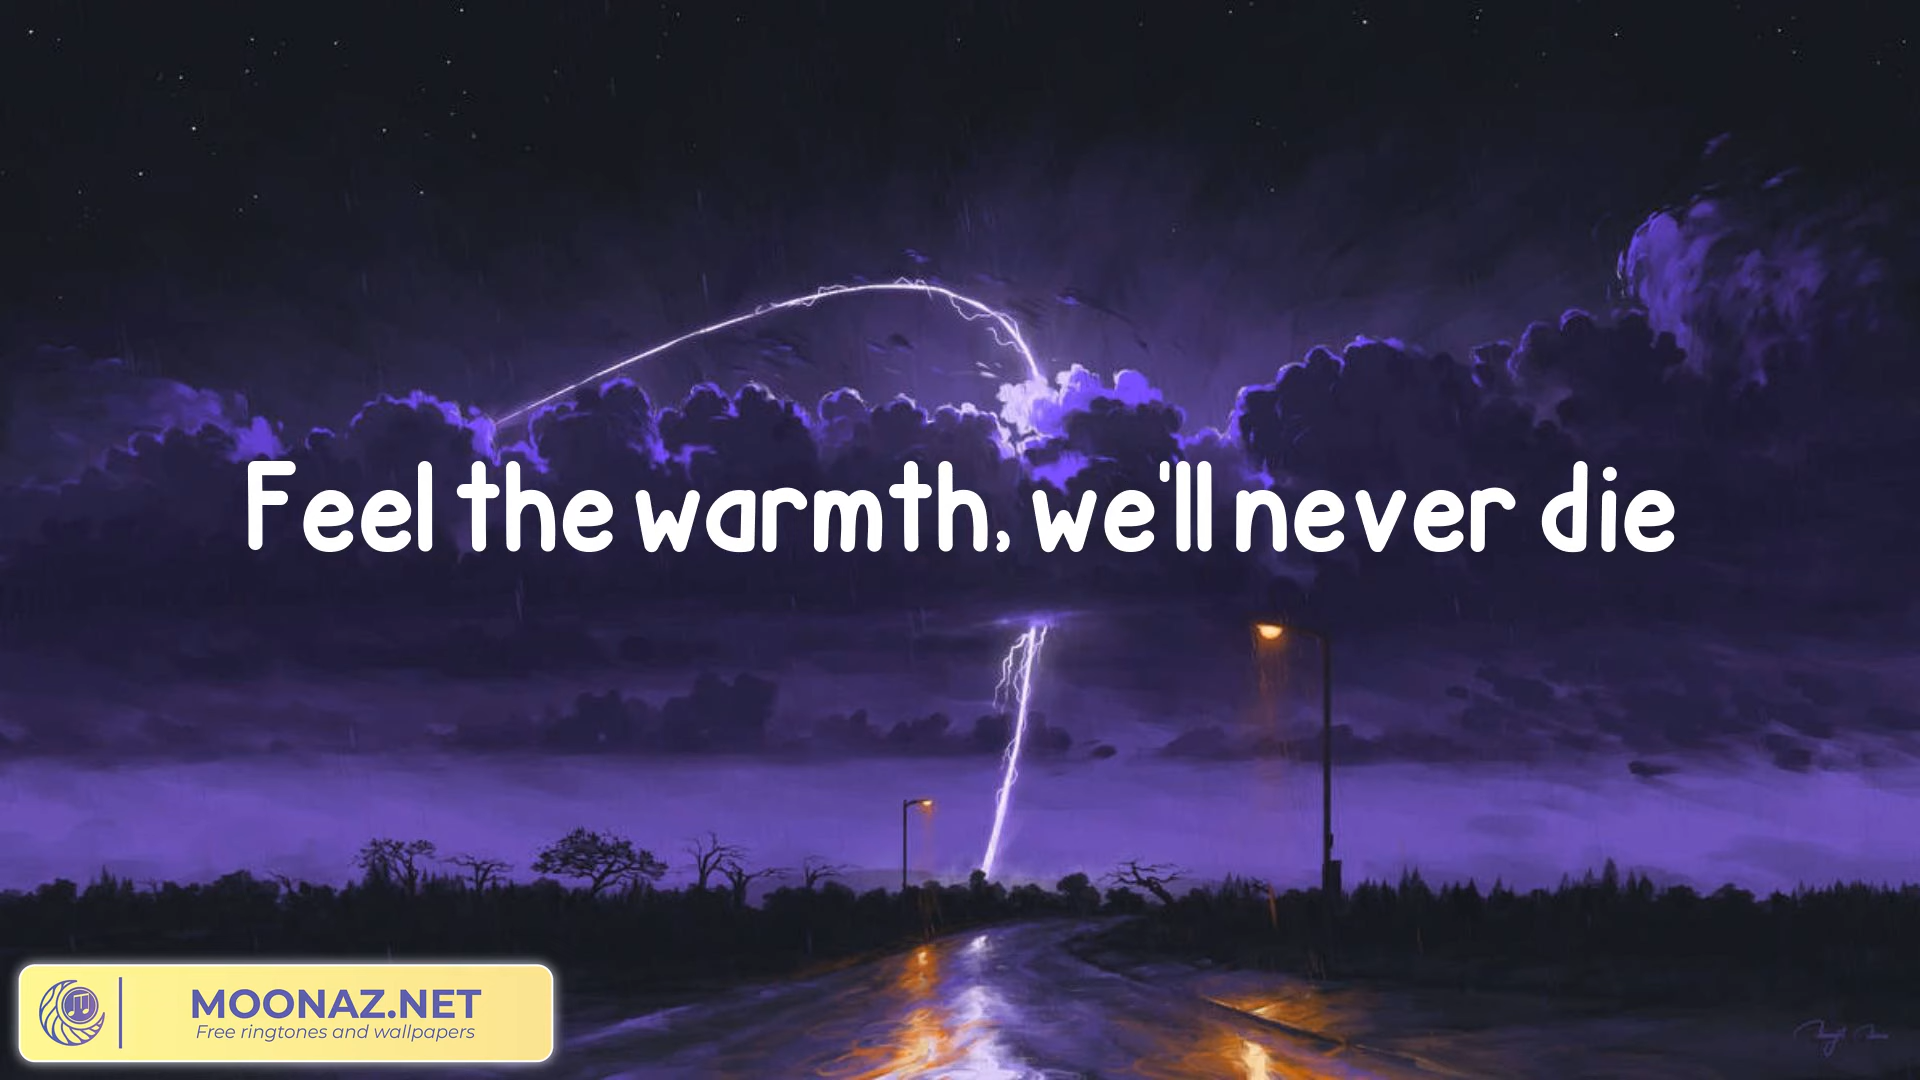 Feel the warmth, we'll never die
MOONAZ.NET
Free ringtones and wallpapers